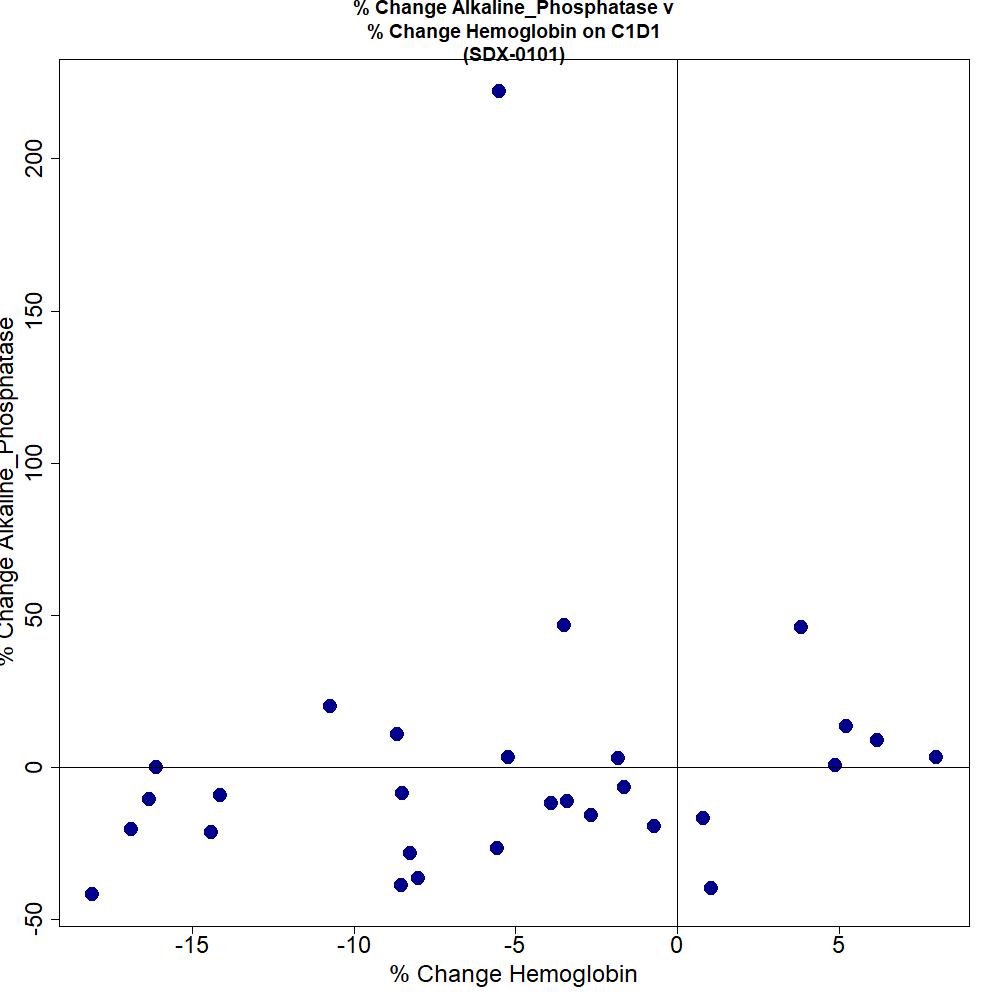 % Change Alkaline_Phosphatase v
% Change Hemoglobin on C1D1
(SDX-0101)
% Change Alkaline_Phosphatase
200
150
100
50
0
-50
-15
-10
-5
0
5
% Change Hemoglobin